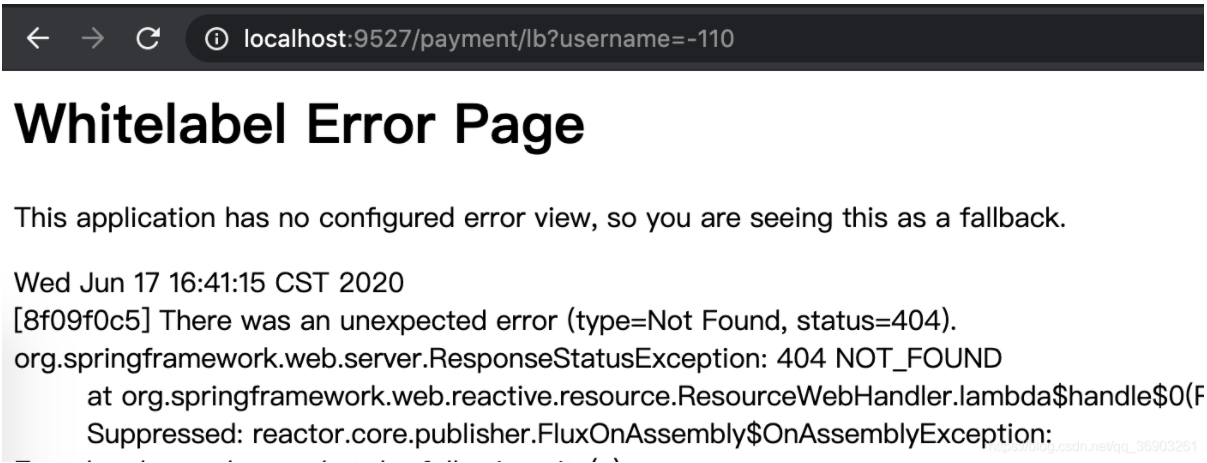 localhost:9527/payment/lb?username=-110
Whitelabel Error Page
This application has no configured error view, so you are seeing this as a fallback.
Wed Jun 17 16:41:15 CST 2020
[8f09f0c5] There was an unexpected error (type=Not Found, status=404).
org.springframework.web.server.ResponseStatusException: 404 NOT_FOUND
at org.springframework.web.reactive.resource.ResourceWebHandler.lambda$handle$0(R
Suppressed: reactor.core.publisher.FluxOnAssembly$OnAssemblyException:
https://blog.csdn.net/qq_36903261